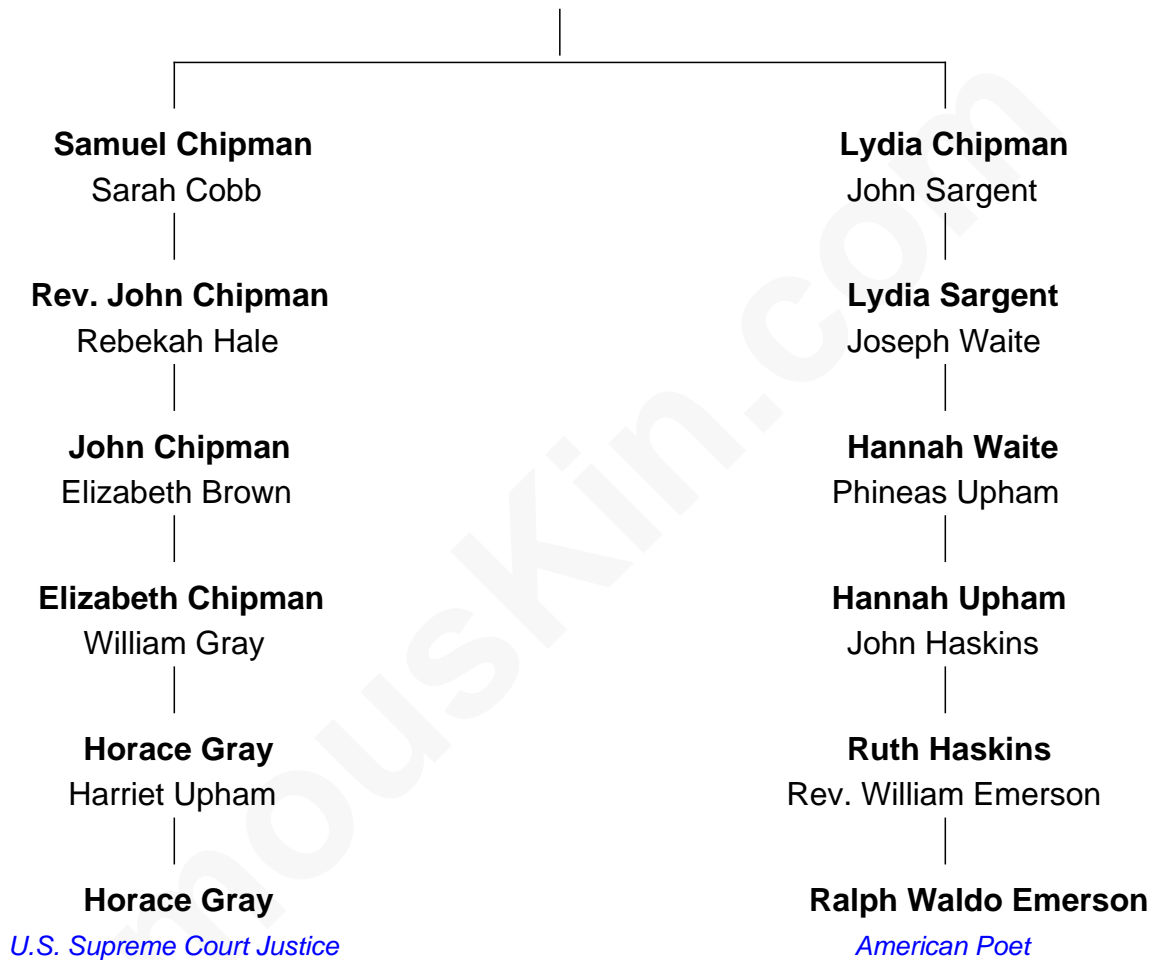 Samuel Chipman
Sarah Cobb
Rev. John Chipman
Rebekah Hale
John Chipman
Elizabeth Brown
Elizabeth Chipman
William Gray
Horace Gray
Harriet Upham
Horace Gray
U.S. Supreme Court Justice
Lydia Chipman
John Sargent
Lydia Sargent
Joseph Waite
Hannah Waite
Phineas Upham
Hannah Upham
John Haskins
Ruth Haskins
Rev. William Emerson
Ralph Waldo Emerson
American Poet
mousKin.com